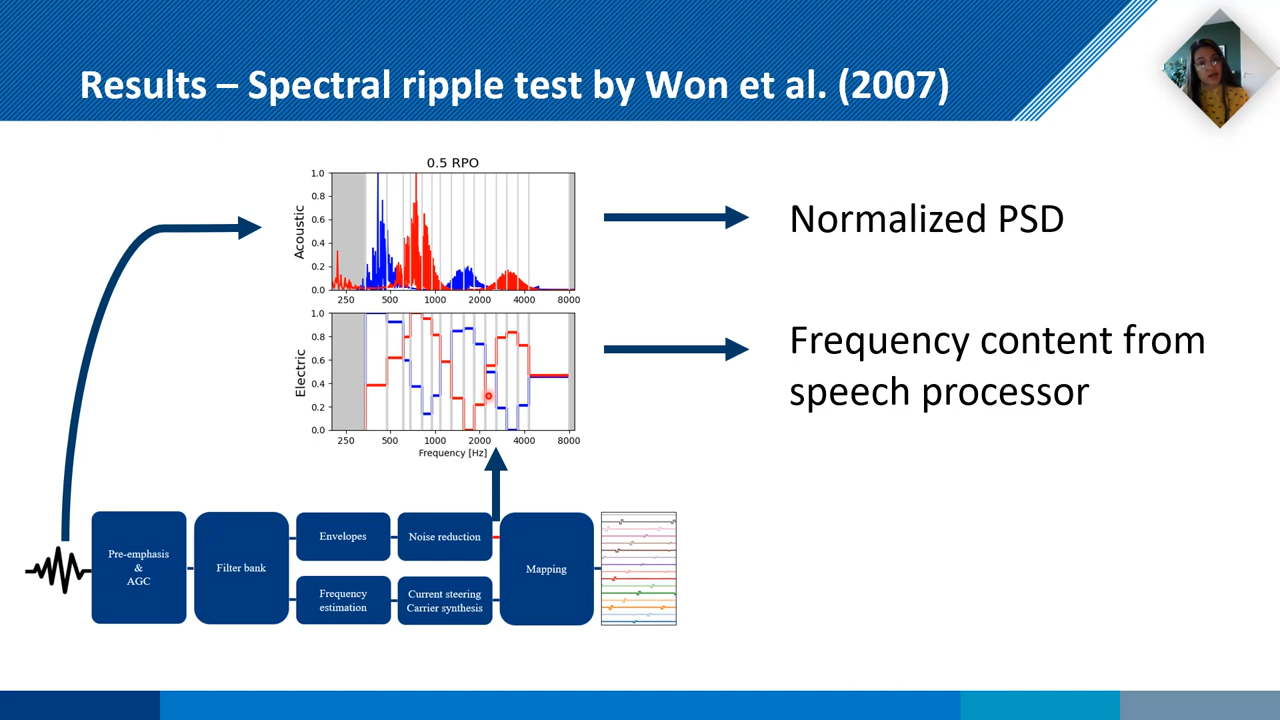 Results – Spectral ripple test by Won et al. (2007)
0.5 RPO
Acoustic
1.0
0.8
0.6
0.4
0.2
0.0
250 500 1000 2000 4000 8000
Normalized PSD
Electric
1.0
0.8
0.6
0.4
0.2
0.0
250 500 1000 2000 4000 8000
Frequency [Hz]
Frequency content from
speech processor
Pre-emphasis
&
AGC
Filter bank
Envelopes
Noise reduction
Frequency
estimation
Current steering
Carrier synthesis
Mapping